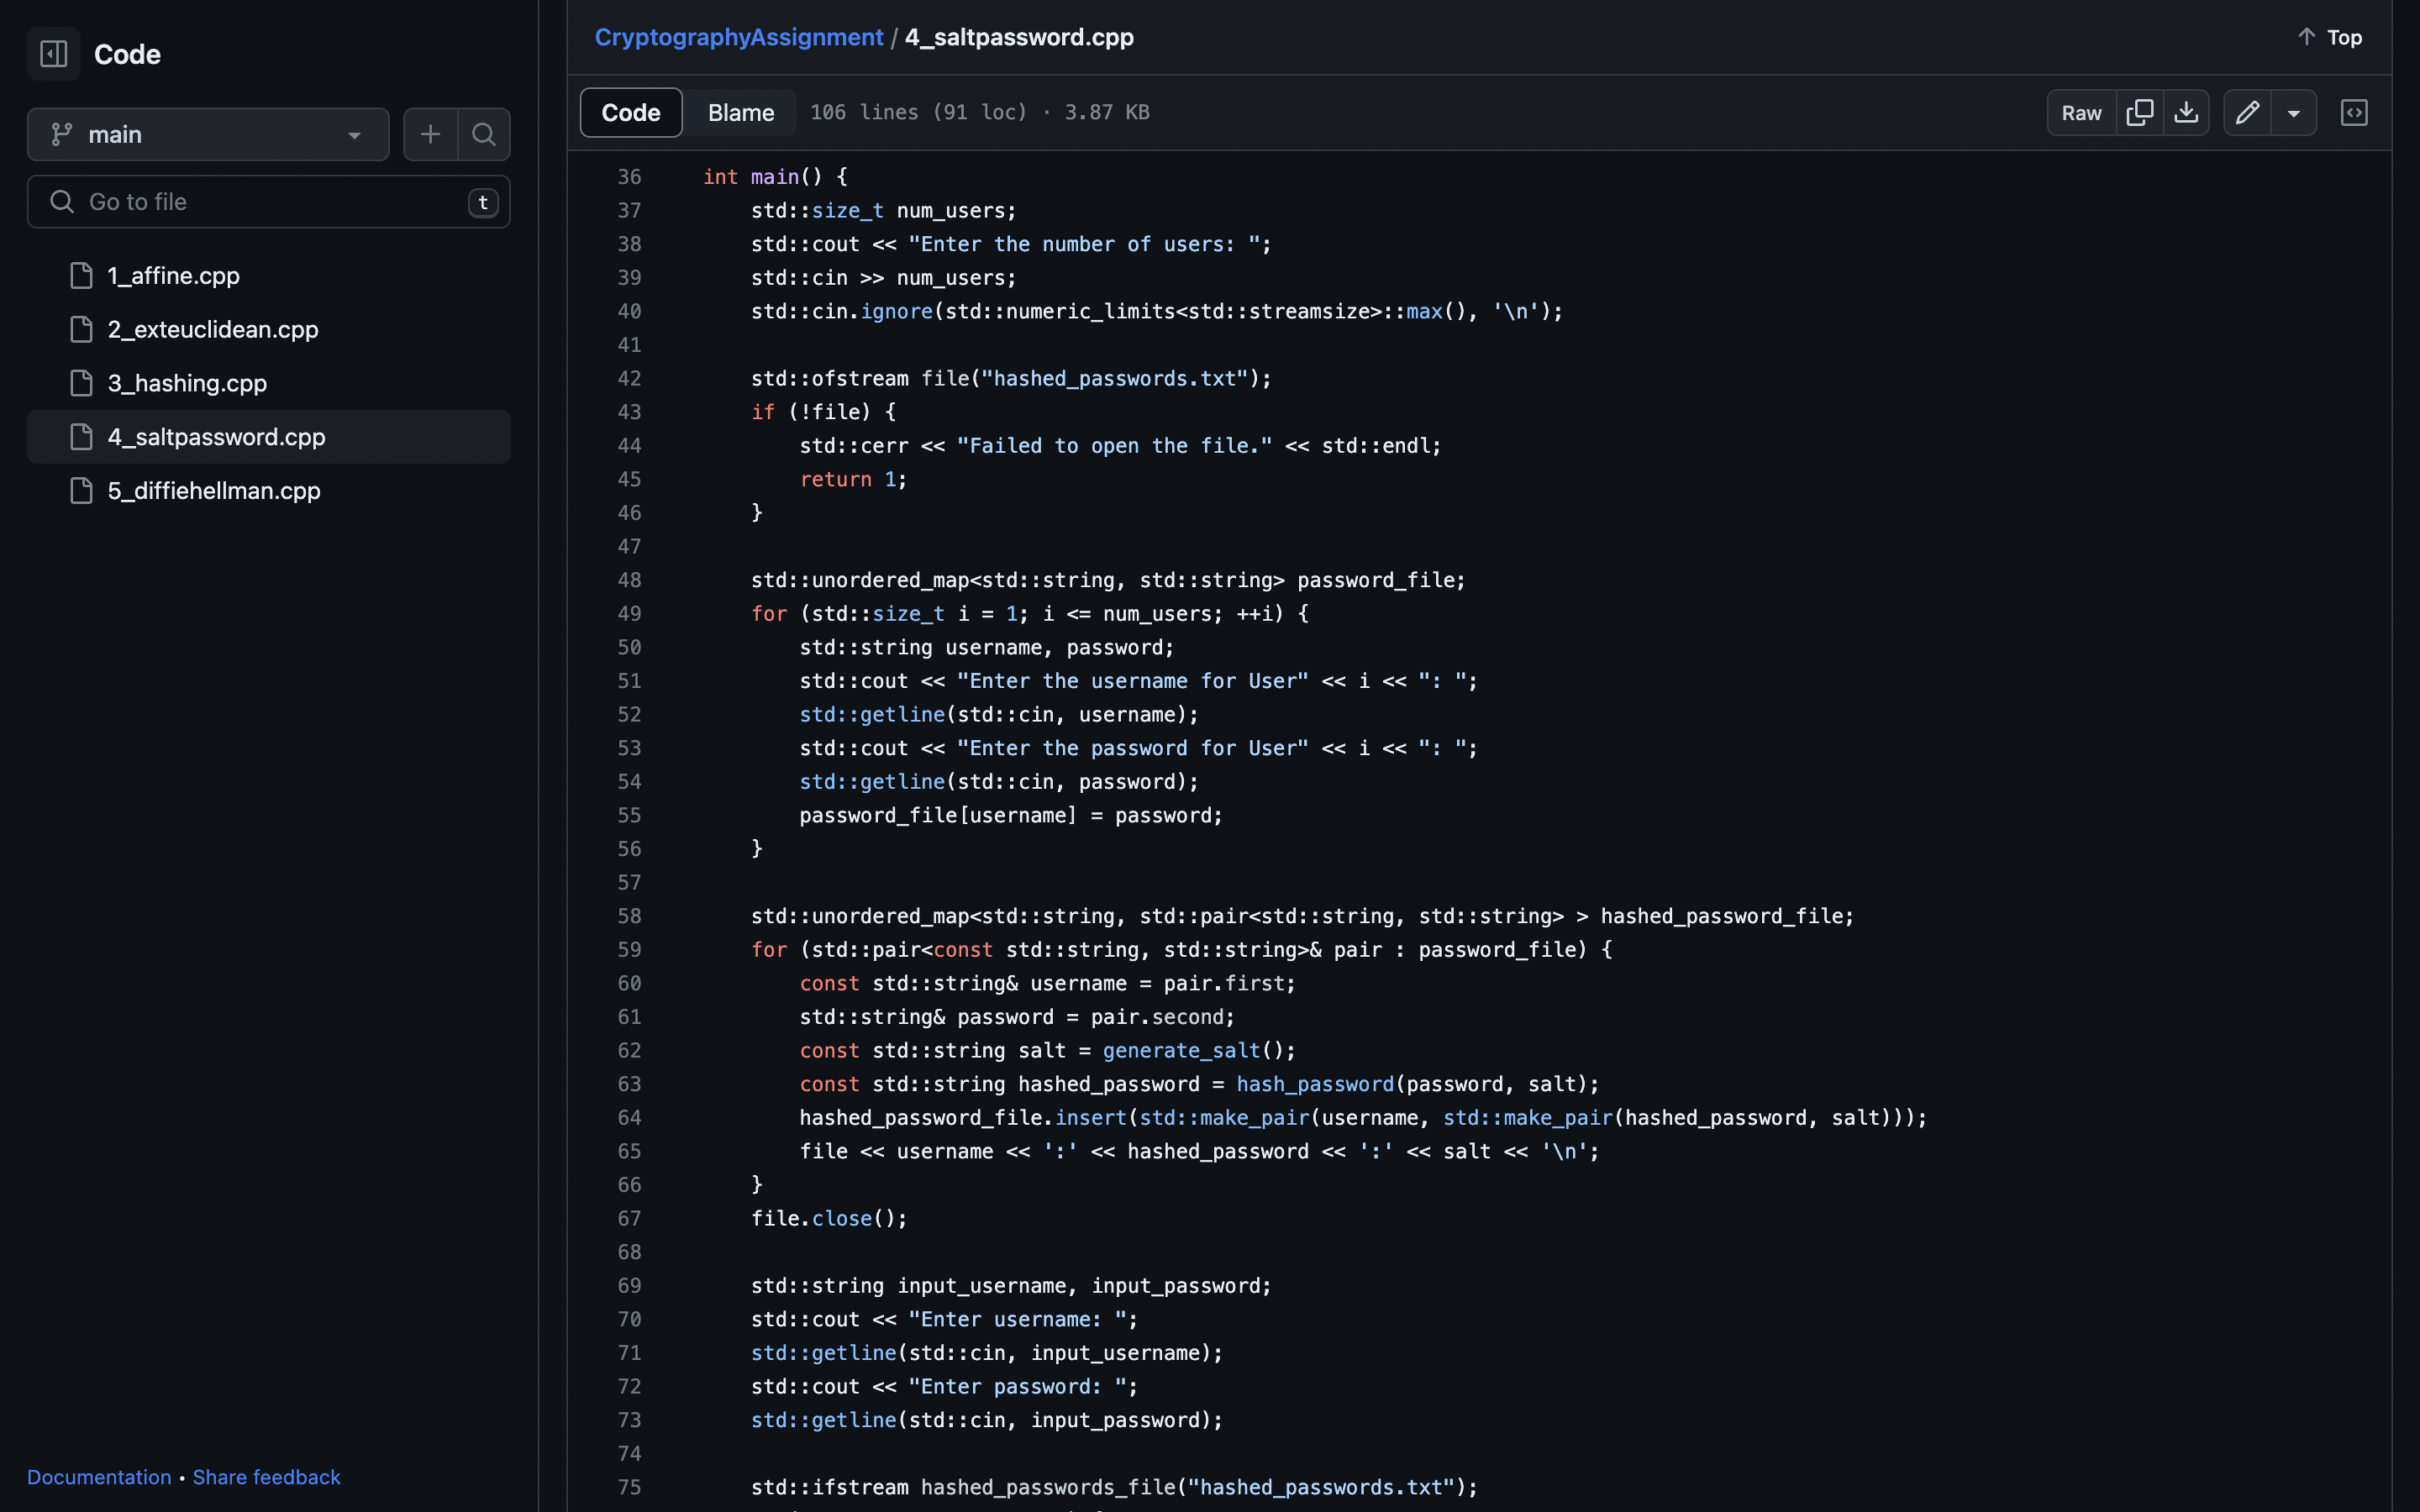 Code
main
Go to file
t
1_affine.cpp
2_exteuclidean.cpp
3_hashing.cpp
4_saltpassword.cpp
5_diffiehellman.cpp
Documentation • Share feedback
CryptographyAssignment / 4_saltpassword.cpp
Top
Code Blame 106 lines (91 loc) · 3.87 KB
Raw
36 int main() {
37 std::size_t num_users;
38 std::cout << "Enter the number of users: ";
39 std::cin >> num_users;
40 std::cin.ignore(std::numeric_limits<std::streamsize>::max(), '\n');
41
42 std::ofstream file("hashed_passwords.txt");
43 if (!file) {
44 std::cerr << "Failed to open the file." << std::endl;
45 return 1;
46 }
47
48 std::unordered_map<std::string, std::string> password_file;
49 for (std::size_t i = 1; i <= num_users; ++i) {
50 std::string username, password;
51 std::cout << "Enter the username for User" << i << ": ";
52 std::getline(std::cin, username);
53 std::cout << "Enter the password for User" << i << ": ";
54 std::getline(std::cin, password);
55 password_file[username] = password;
56 }
57
58 std::unordered_map<std::string, std::pair<std::string, std::string> > hashed_password_file;
59 for (std::pair<const std::string, std::string>& pair : password_file) {
60 const std::string& username = pair.first;
61 std::string& password = pair.second;
62 const std::string salt = generate_salt();
63 const std::string hashed_password = hash_password(password, salt);
64 hashed_password_file.insert(std::make_pair(username, std::make_pair(hashed_password, salt)));
65 file << username << ':' << hashed_password << ':' << salt << '\n';
66 }
67 file.close();
68
69 std::string input_username, input_password;
70 std::cout << "Enter username: ";
71 std::getline(std::cin, input_username);
72 std::cout << "Enter password: ";
73 std::getline(std::cin, input_password);
74
75 std::ifstream hashed_passwords_file("hashed_passwords.txt");